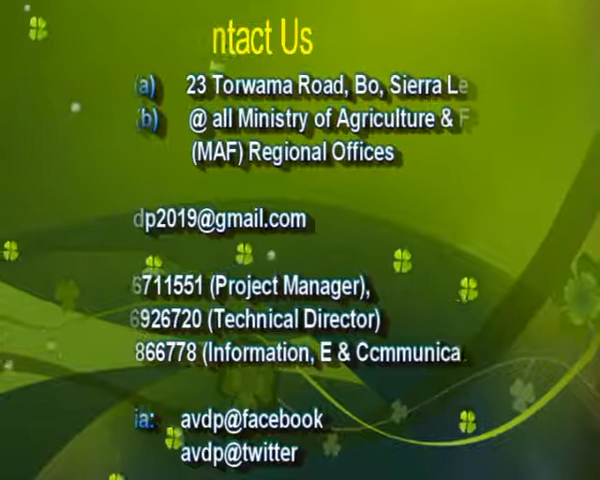 ntact Us
a) 23 Torwama Road, Bo, Sierra Le
b) @ all Ministry of Agriculture & F
(MAF) Regional Offices
dp2019@gmail.com
6711551 (Project Manager),
6926720 (Technical Director)
866778 (Information, E & Ccmmunica
ia: avdp@facebook
avdp@twitter